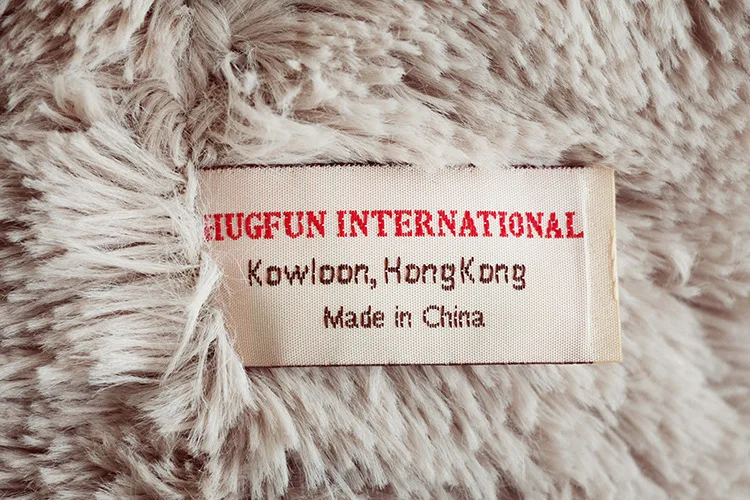 HUGFUN INTERNATIONAL
Kowloon, HongKong
Made in China